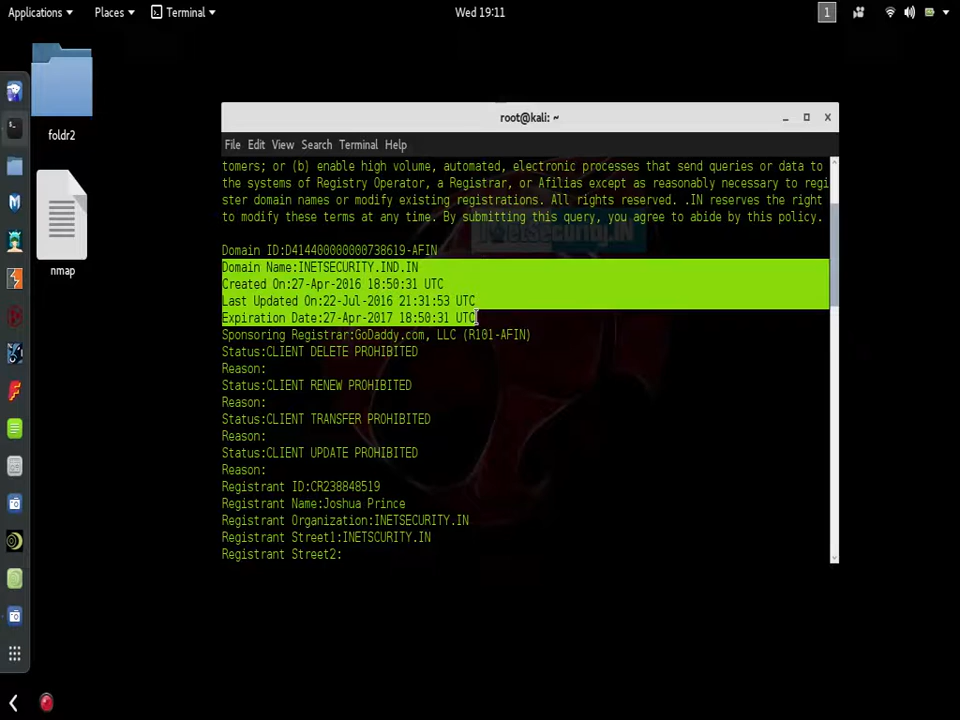 Applications Places Terminal Wed 19:11 1
foldr2
nmap
root@kali: ~
File Edit View Search Terminal Help
tomers; or (b) enable high volume, automated, electronic processes that send queries or data to
the systems of Registry Operator, a Registrar, or Afilias except as reasonably necessary to regi
ster domain names or modify existing registrations. All rights reserved. .IN reserves the right
to modify these terms at any time. By submitting this query, you agree to abide by this policy.
Domain ID:D414400000000738619-AFIN
Domain Name:INETSECURITY.IND.IN
Created On:27-Apr-2016 18:50:31 UTC
Last Updated On:22-Jul-2016 21:31:53 UTC
Expiration Date:27-Apr-2017 18:50:31 UTC
Sponsoring Registrar:GoDaddy.com, LLC (R101-AFIN)
Status:CLIENT DELETE PROHIBITED
Reason:
Status:CLIENT RENEW PROHIBITED
Reason:
Status:CLIENT TRANSFER PROHIBITED
Reason:
Status:CLIENT UPDATE PROHIBITED
Reason:
Registrant ID:CR238848519
Registrant Name:Joshua Prince
Registrant Organization:INETSECURITY.IN
Registrant Street1:INETSCURITY.IN
Registrant Street2: